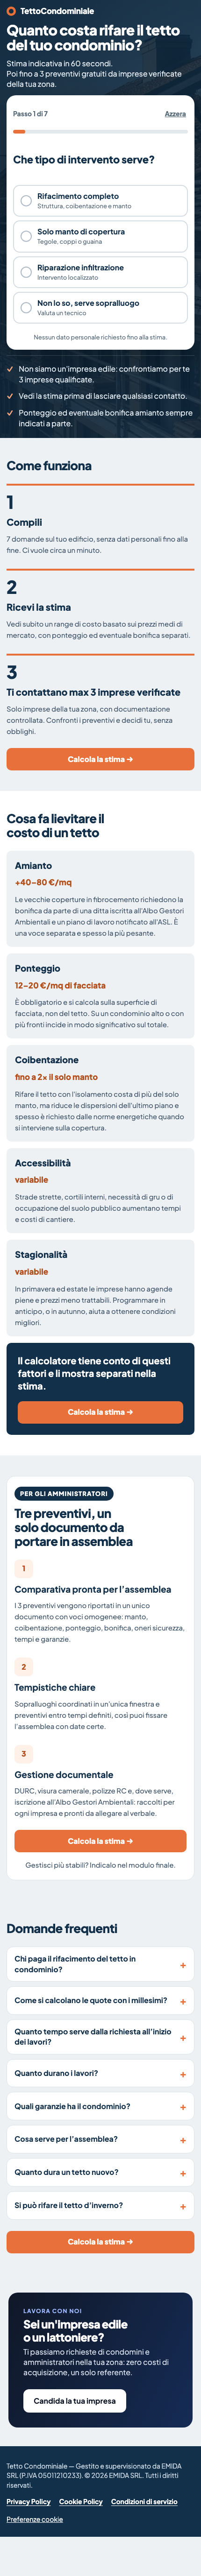 TettoCondominiale
Quanto costa rifare il tetto
del tuo condominio?
Stima indicativa in 60 secondi.
Poi fino a 3 preventivi gratuiti da imprese verificate
della tua zona.
Passo 1 di 7
Azzera
Che tipo di intervento serve?
Rifacimento completo
Struttura, coibentazione e manto
Solo manto di copertura
Tegole, coppi o guaina
Riparazione infiltrazione
Intervento localizzato
Non lo so, serve sopralluogo
Valuta un tecnico
Nessun dato personale richiesto fino alla stima.
Non siamo un'impresa edile: confrontiamo per te
3 imprese qualificate.
Vedi la stima prima di lasciare qualsiasi contatto.
Ponteggio ed eventuale bonifica amianto sempre
indicati a parte.
Come funziona
1
Compili
7 domande sul tuo edificio, senza dati personali fino alla
fine. Ci vuole circa un minuto.
2
Ricevi la stima
Vedi subito un range di costo basato sui prezzi medi di
mercato, con ponteggio ed eventuale bonifica separati.
3
Ti contattano max 3 imprese verificate
Solo imprese della tua zona, con documentazione
controllata. Confronti i preventivi e decidi tu, senza
obblighi.
Calcola la stima →
Cosa fa lievitare il
costo di un tetto
Amianto
+40–80 €/mq
Le vecchie coperture in fibrocemento richiedono la
bonifica da parte di una ditta iscritta all'Albo Gestori
Ambientali e un piano di lavoro notificato all'ASL. È
una voce separata e spesso la più pesante.
Ponteggio
12–20 €/mq di facciata
È obbligatorio e si calcola sulla superficie di
facciata, non del tetto. Su un condominio alto o con
più fronti incide in modo significativo sul totale.
Coibentazione
fino a 2× il solo manto
Rifare il tetto con l'isolamento costa di più del solo
manto, ma riduce le dispersioni dell'ultimo piano e
spesso è richiesto dalle norme energetiche quando
si interviene sulla copertura.
Accessibilità
variabile
Strade strette, cortili interni, necessità di gru o di
occupazione del suolo pubblico aumentano tempi
e costi di cantiere.
Stagionalità
variabile
In primavera ed estate le imprese hanno agende
piene e prezzi meno trattabili. Programmare in
anticipo, o in autunno, aiuta a ottenere condizioni
migliori.
Il calcolatore tiene conto di questi
fattori e li mostra separati nella
stima.
Calcola la stima →
PER GLI AMMINISTRATORI
Tre preventivi, un
solo documento da
portare in assemblea
1
Comparativa pronta per l'assemblea
I 3 preventivi vengono riportati in un unico
documento con voci omogenee: manto,
coibentazione, ponteggio, bonifica, oneri sicurezza,
tempi e garanzie.
2
Tempistiche chiare
Sopralluoghi coordinati in un'unica finestra e
preventivi entro tempi definiti, così puoi fissare
l'assemblea con date certe.
3
Gestione documentale
DURC, visura camerale, polizze RC e, dove serve,
iscrizione all'Albo Gestori Ambientali: raccolti per
ogni impresa e pronti da allegare al verbale.
Calcola la stima →
Gestisci più stabili? Indicalo nel modulo finale.
Domande frequenti
Chi paga il rifacimento del tetto in
condominio?
+
Come si calcolano le quote con i millesimi?
+
Quanto tempo serve dalla richiesta all'inizio
dei lavori?
+
Quanto durano i lavori?
+
Quali garanzie ha il condominio?
+
Cosa serve per l'assemblea?
+
Quanto dura un tetto nuovo?
+
Si può rifare il tetto d'inverno?
+
Calcola la stima →
LAVORA CON NOI
Sei un'impresa edile
o un lattoniere?
Ti passiamo richieste di condomini e
amministratori nella tua zona: zero costi di
acquisizione, un solo referente.
Candida la tua impresa
Tetto Condominiale — Gestito e supervisionato da EMIDA
SRL (P.IVA 05011210233). © 2026 EMIDA SRL. Tutti i diritti
riservati.
Privacy Policy Cookie Policy Condizioni di servizio
Preferenze cookie